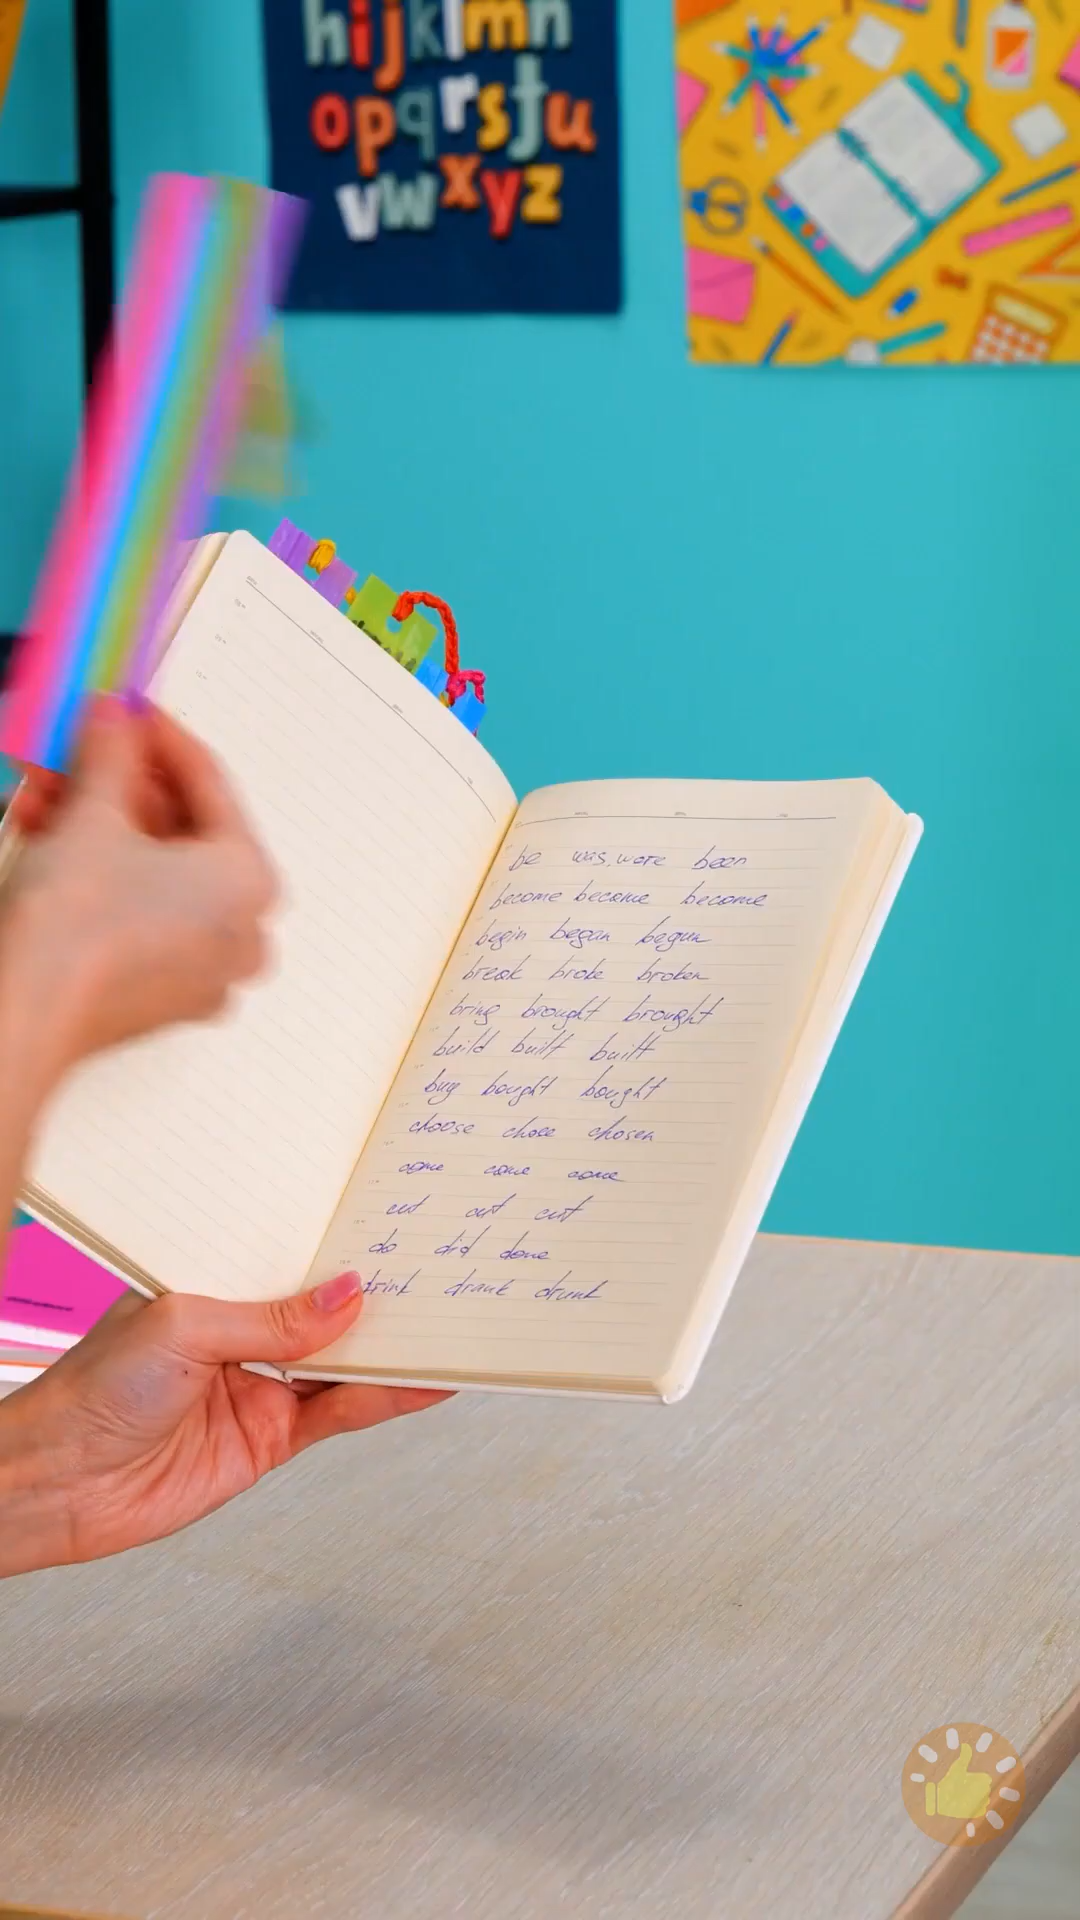 hijklmn
opqrstu
vwxyz
be was, were been
become became become
begin began begun
break broke broken
bring brought brought
build built built
buy bought bought
choose chose chosen
come came come
cut cut cut
do did done
drink drank drunk